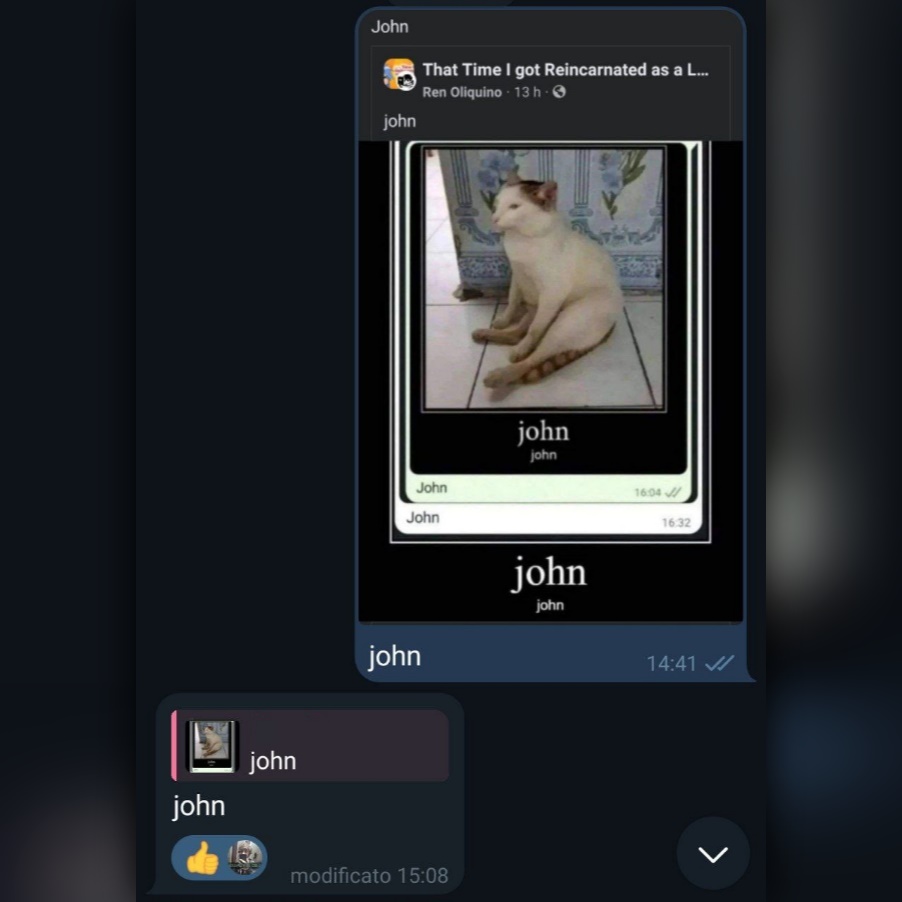 John
That Time I got Reincarnated as a L...
Ren Oliquino · 13 h ·
john
john
john
John
16:04
John
16:32
john
john
john
14:41
john
john
modificato 15:08